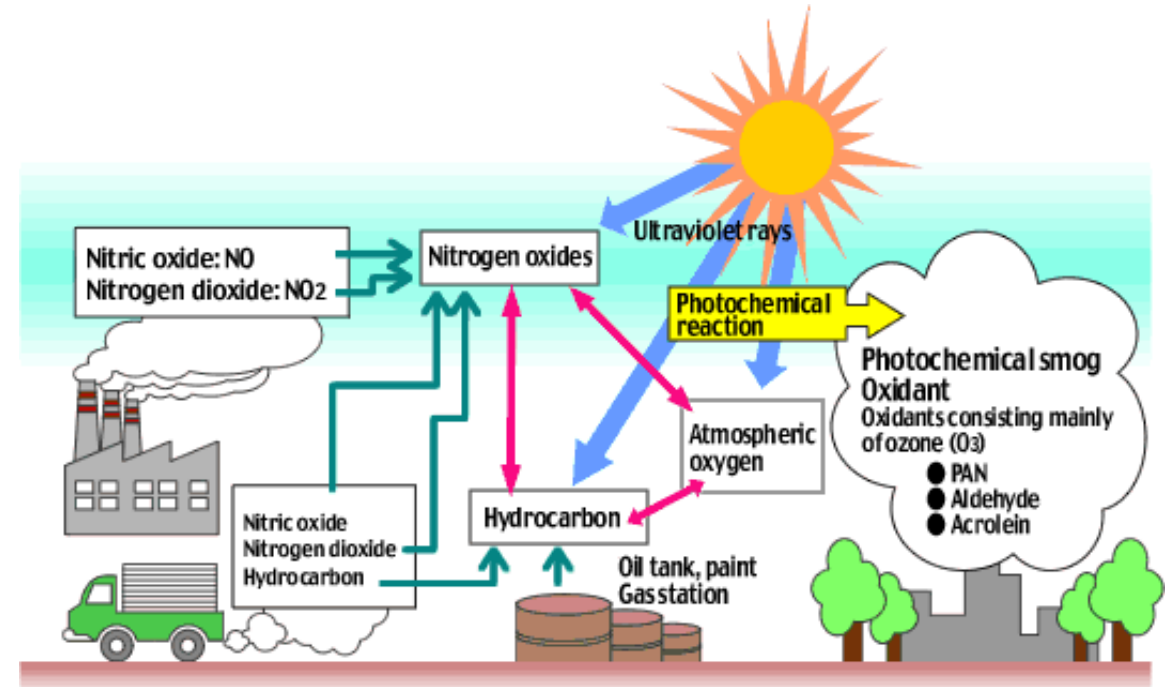 Nitric oxide: NO
Nitrogen dioxide: NO2
Nitrogen oxides
Ultraviolet rays
Photochemical
reaction
Photochemical smog
Oxidant
Oxidants consisting mainly
of ozone (O3)
● PAN
● Aldehyde
● Acrolein
Atmospheric
oxygen
Nitric oxide
Nitrogen dioxide
Hydrocarbon
Hydrocarbon
Oil tank, paint
Gas station